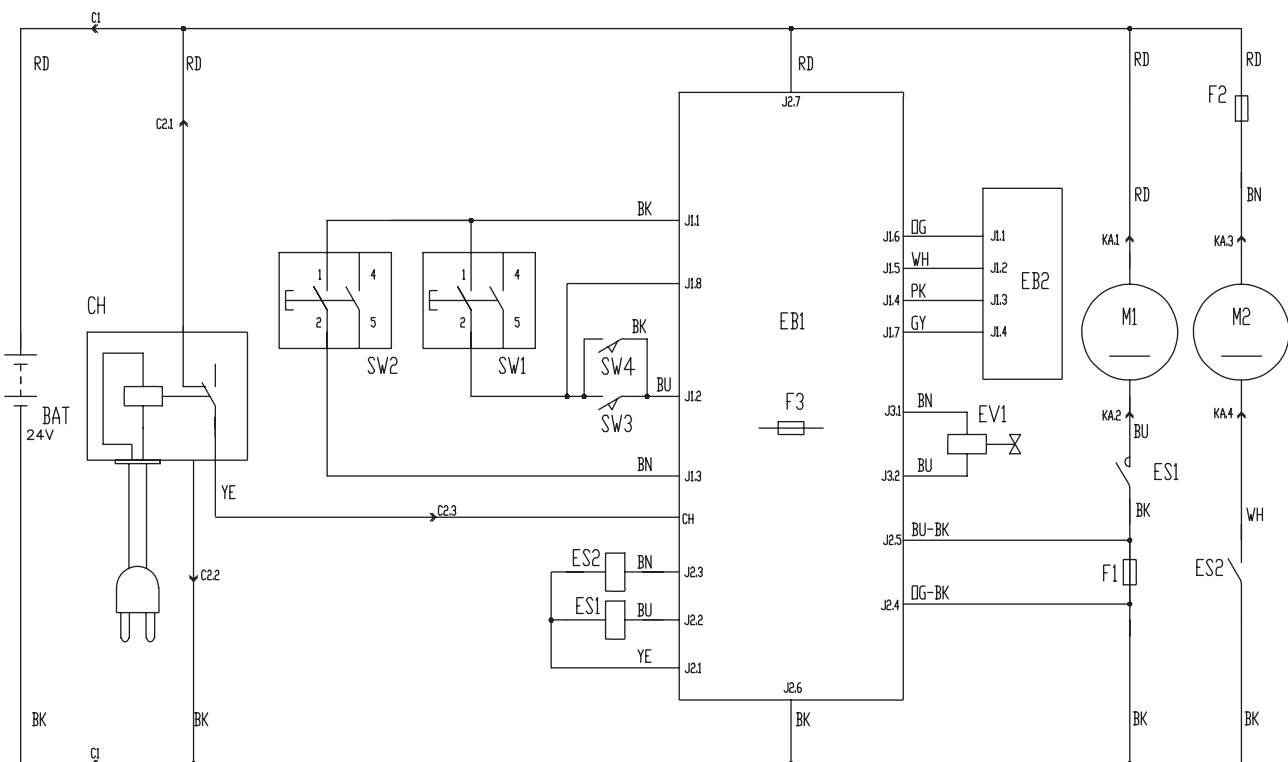 C1
RD
RD
RD
RD
RD
F2
J2.7
C2.1
RD
BN
BK
J1.1
J1.6
OG
J1.1
KA.1
KA.3
1
4
1
4
J1.5
WH
J1.2
EB2
J1.8
J1.4
PK
J1.3
CH
EB1
M1
M2
2
5
2
5
BK
J1.7
GY
J1.4
SW2
SW1
SW4
BU
J1.2
F3
BN
J3.1
EV1
BAT
24V
SW3
KA.2
KA.4
BU
BN
J1.3
BU
J3.2
ES1
YE
C2.3
CH
BK
WH
BU-BK
J2.5
ES2
BN
J2.3
F1
ES2
C2.2
ES1
BU
J2.2
OG-BK
J2.4
YE
J2.1
J2.6
BK
BK
BK
BK
BK
C1